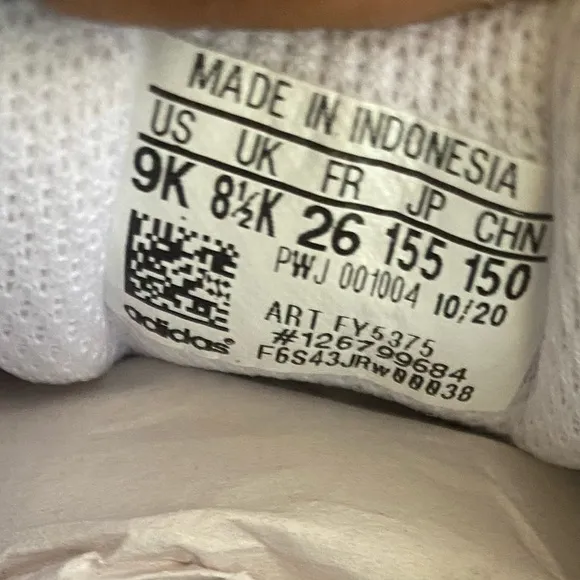 MADE IN INDONESIA
US UK FR JP CHN
9K 8½K 26 155 150
PWJ 001004 10/20
ART FY5375
#126799684
F6S43JRW00038
adidas